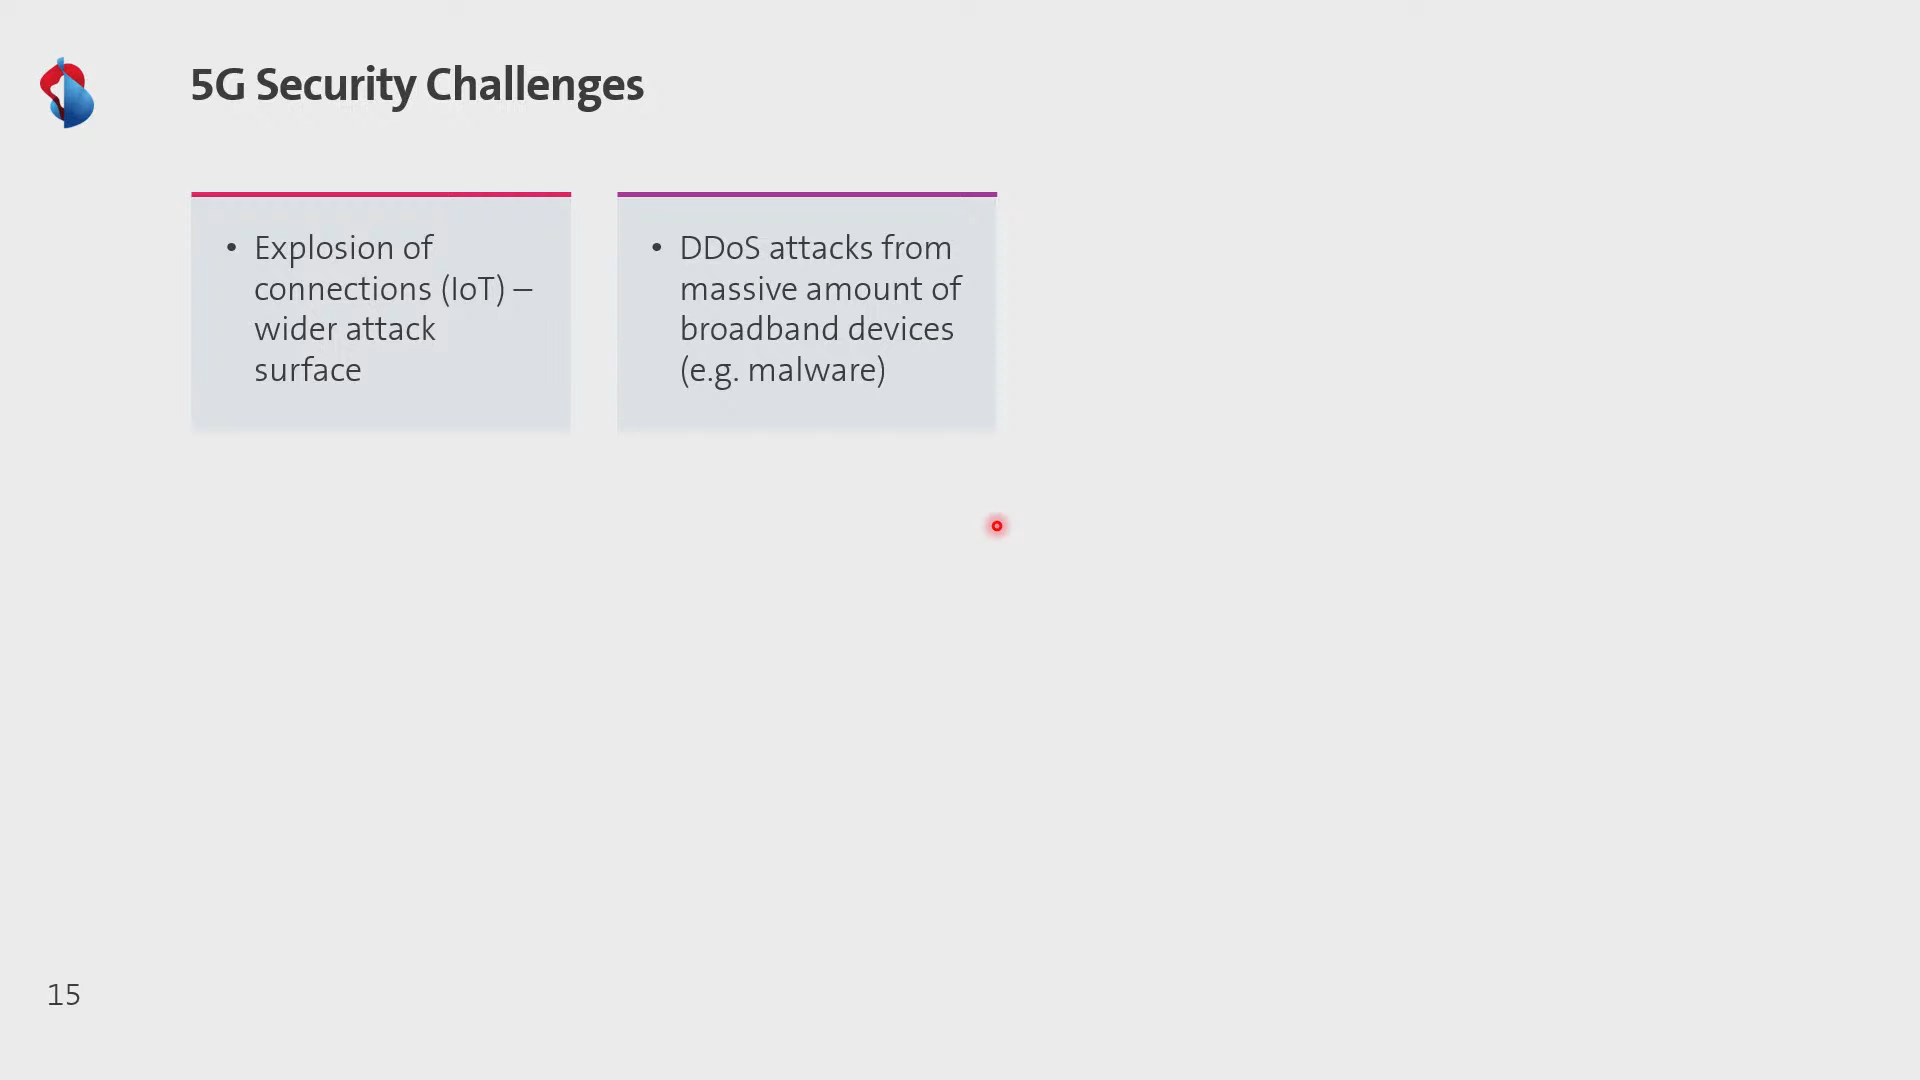 5G Security Challenges
• Explosion of
connections (IoT) –
wider attack
surface
• DDoS attacks from
massive amount of
broadband devices
(e.g. malware)
15